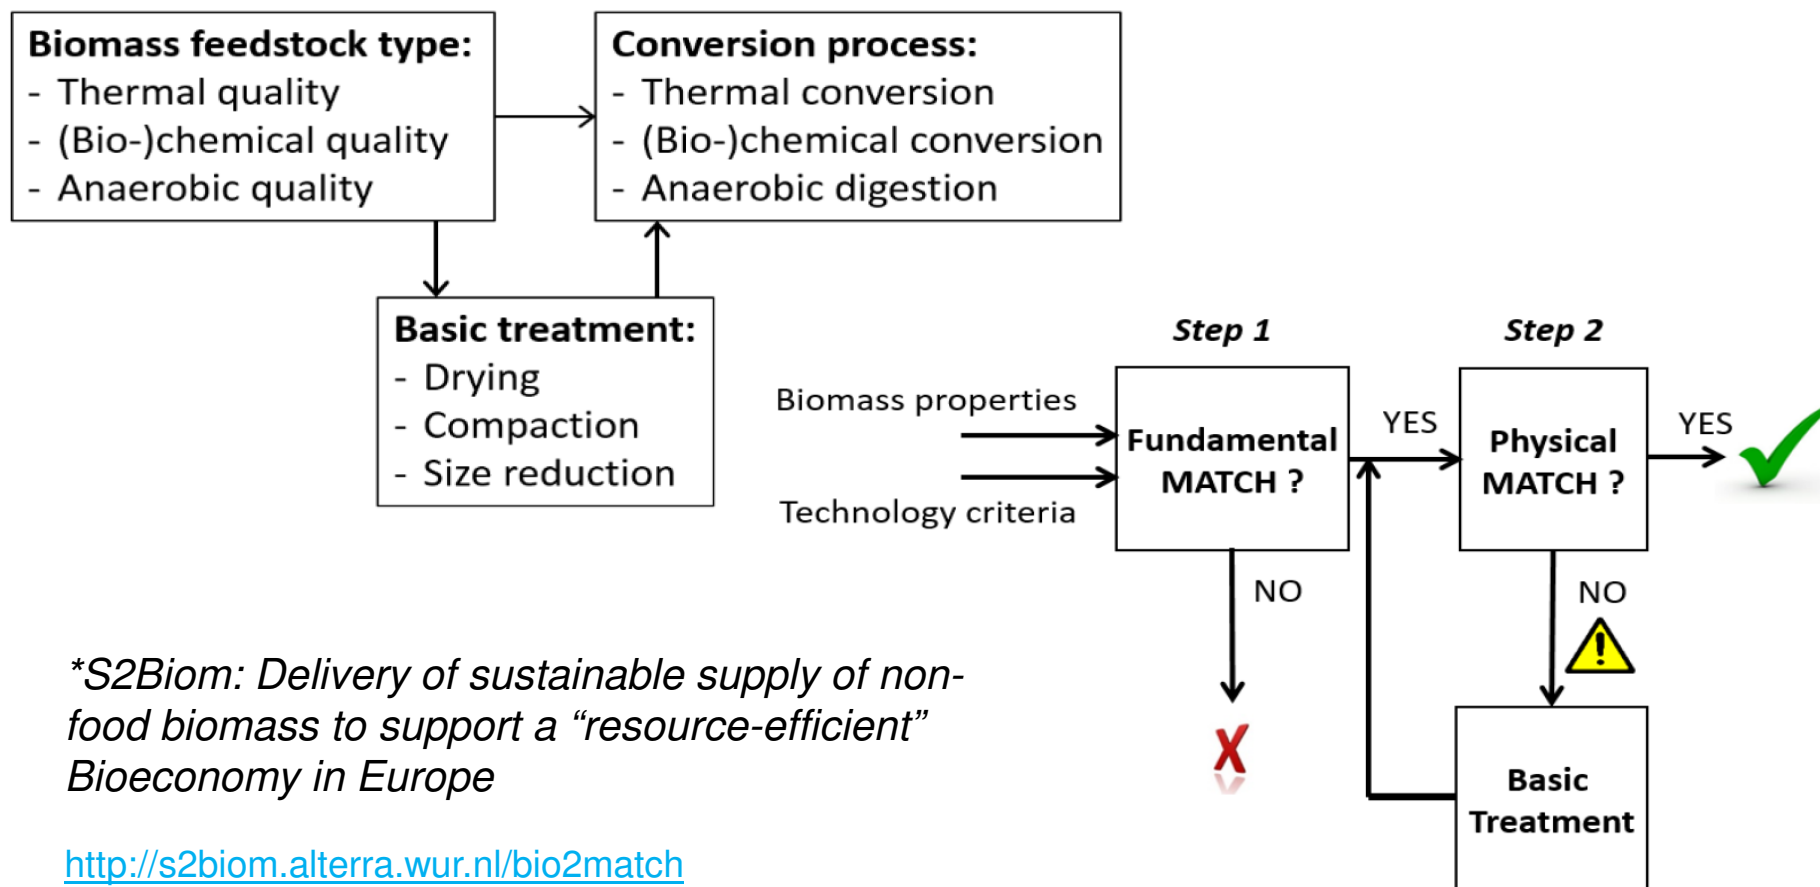 Biomass feedstock type:
- Thermal quality
- (Bio-)chemical quality
- Anaerobic quality
Conversion process:
- Thermal conversion
- (Bio-)chemical conversion
- Anaerobic digestion
Basic treatment:
- Drying
- Compaction
- Size reduction
Step 1
Step 2
Biomass properties
Technology criteria
Fundamental
MATCH ?
YES
Physical
MATCH ?
YES
NO
NO
Basic
Treatment
*S2Biom: Delivery of sustainable supply of non-
food biomass to support a “resource-efficient”
Bioeconomy in Europe
http://s2biom.alterra.wur.nl/bio2match